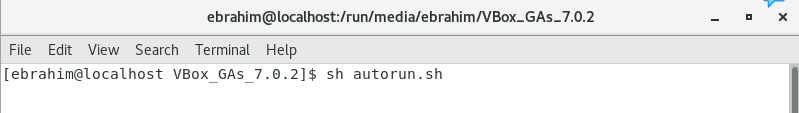 ebrahim@localhost:/run/media/ebrahim/VBox_GAs_7.0.2
File Edit View Search Terminal Help
[ebrahim@localhost VBox_GAs_7.0.2]$ sh autorun.sh